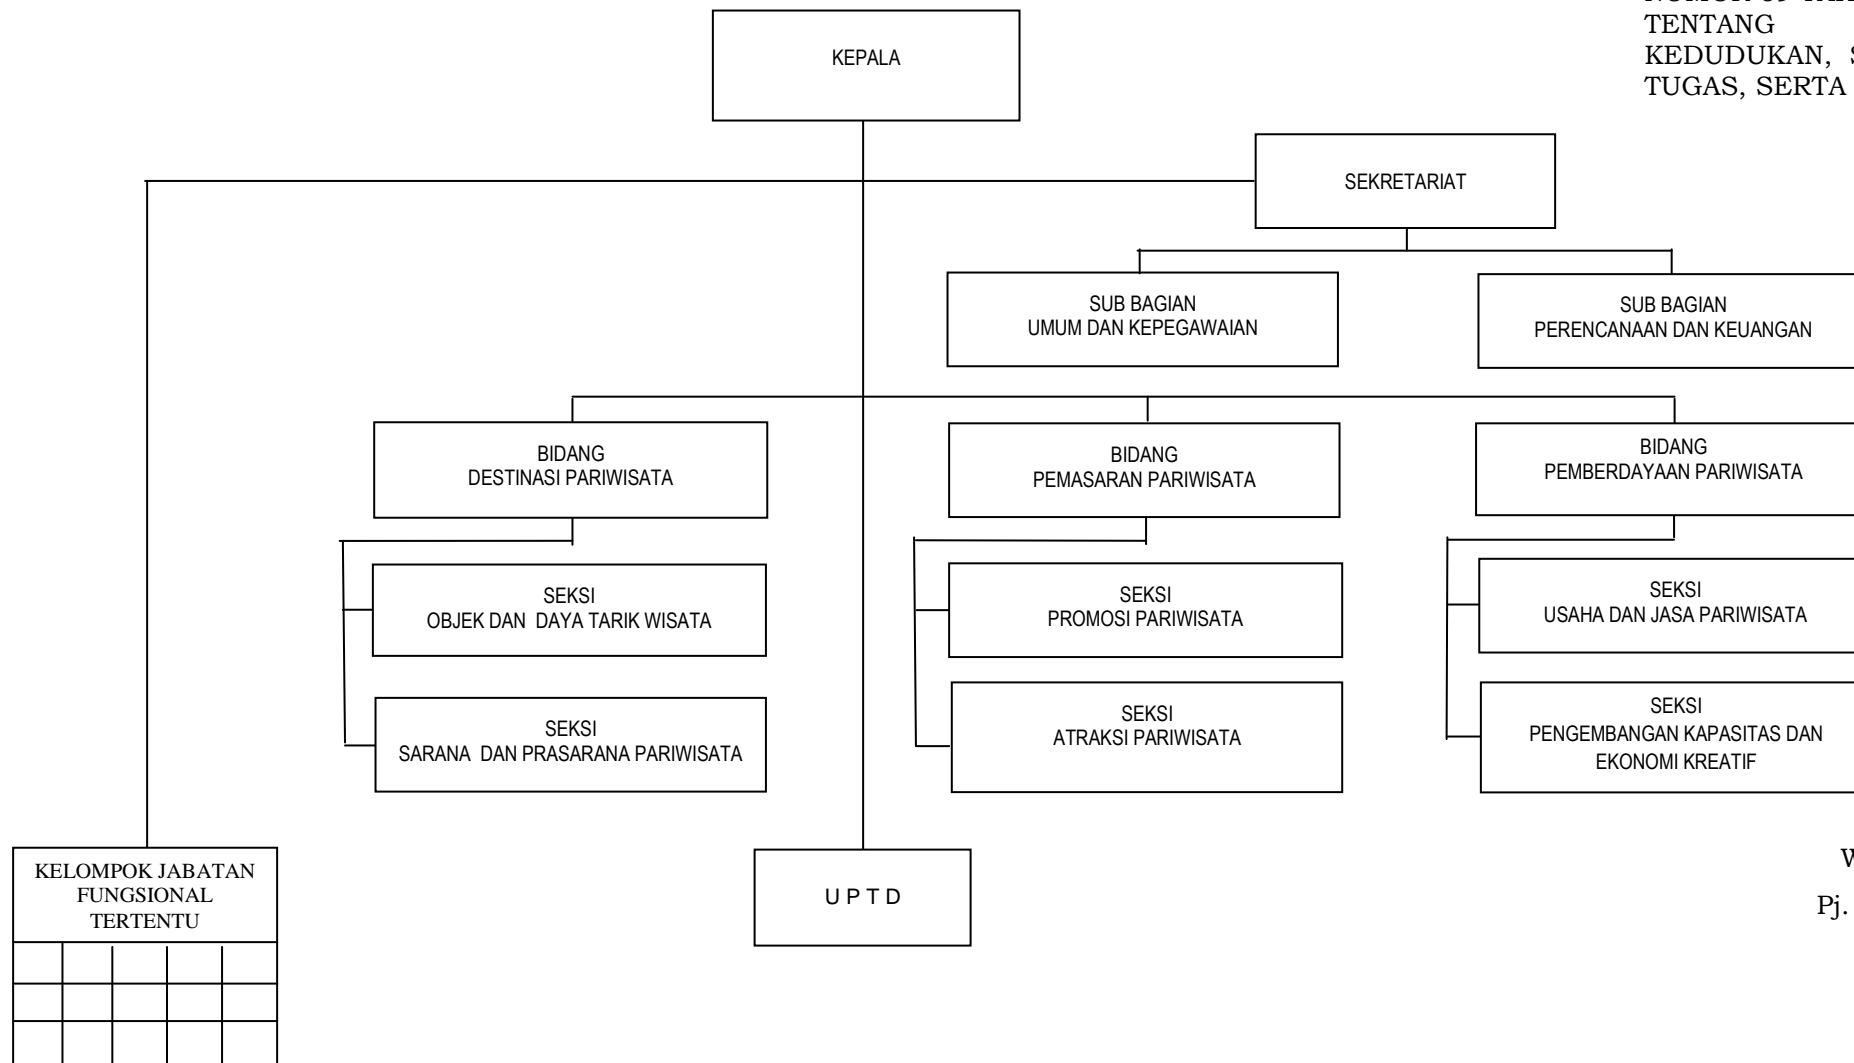 TENTANG
KEDUDUKAN,
TUGAS, SERTA
KEPALA
SEKRETARIAT
SUB BAGIAN
UMUM DAN KEPEGAWAIAN
SUB BAGIAN
PERENCANAAN DAN KEUANGAN
BIDANG
DESTINASI PARIWISATA
BIDANG
PEMASARAN PARIWISATA
BIDANG
PEMBERDAYAAN PARIWISATA
SEKSI
OBJEK DAN DAYA TARIK WISATA
SEKSI
PROMOSI PARIWISATA
SEKSI
USAHA DAN JASA PARIWISATA
SEKSI
SARANA DAN PRASARANA PARIWISATA
SEKSI
ATRAKSI PARIWISATA
SEKSI
PENGEMBANGAN KAPASITAS DAN
EKONOMI KREATIF
KELOMPOK JABATAN
FUNGSIONAL
TERTENTU
U P T D
Pj.